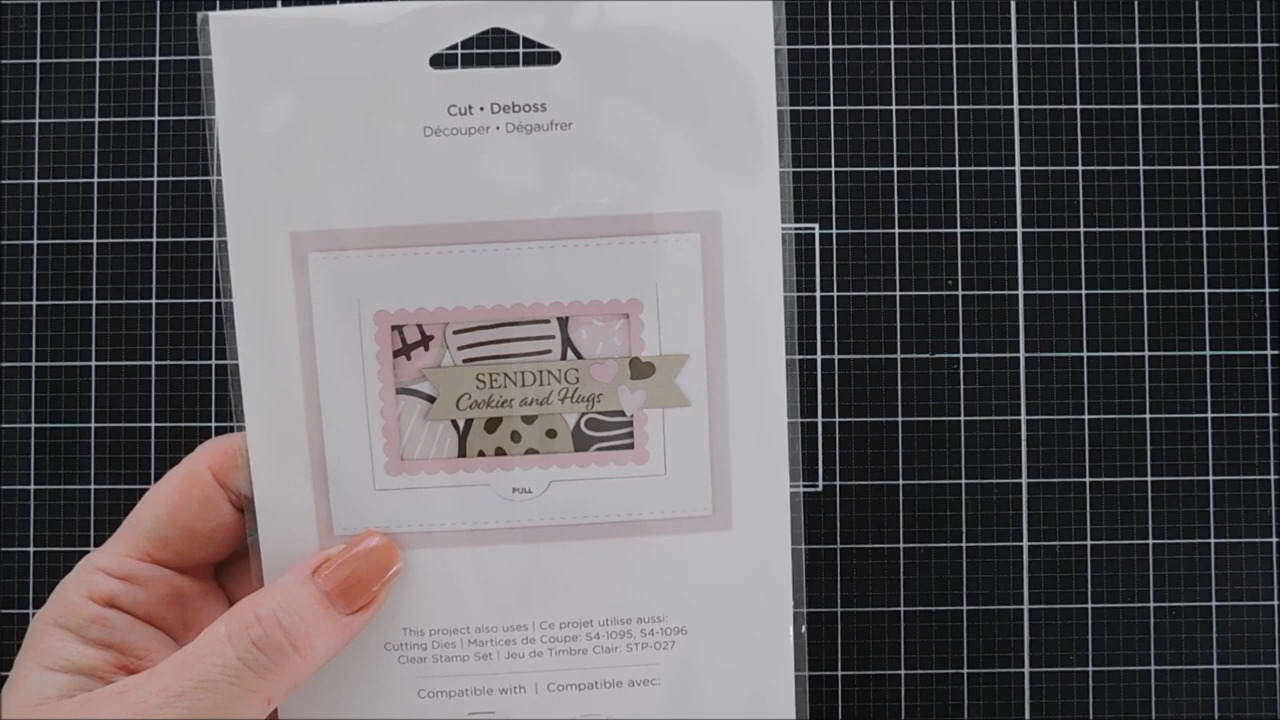 Cut • Deboss
Découper • Dégaufrer
SENDING
Cookies and Hugs
PULL
This project also uses | Ce projet utilise aussi:
Cutting Dies | Martices de Coupe: S4-1095, S4-1096
Clear Stamp Set | Jeu de Timbre Clair: STP-027
Compatible with | Compatible avec: